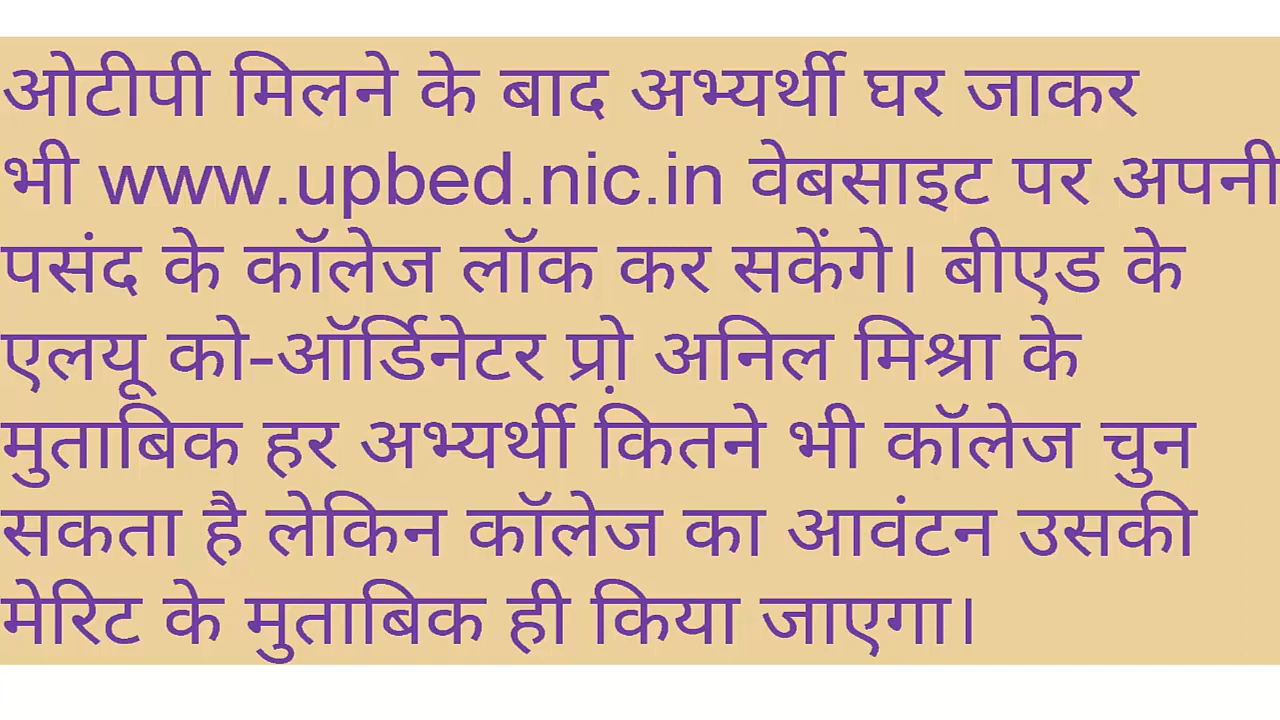 ओटीपी मिलने के बाद अभ्यर्थी घर जाकर
भी www.upbed.nic.in वेबसाइट पर अपनी
पसंद के कॉलेज लॉक कर सकेंगे। बीएड के
एलयू को-ऑर्डिनेटर प्रो़ अनिल मिश्रा के
मुताबिक हर अभ्यर्थी कितने भी कॉलेज चुन
सकता है लेकिन कॉलेज का आवंटन उसकी
मेरिट के मुताबिक ही किया जाएगा।